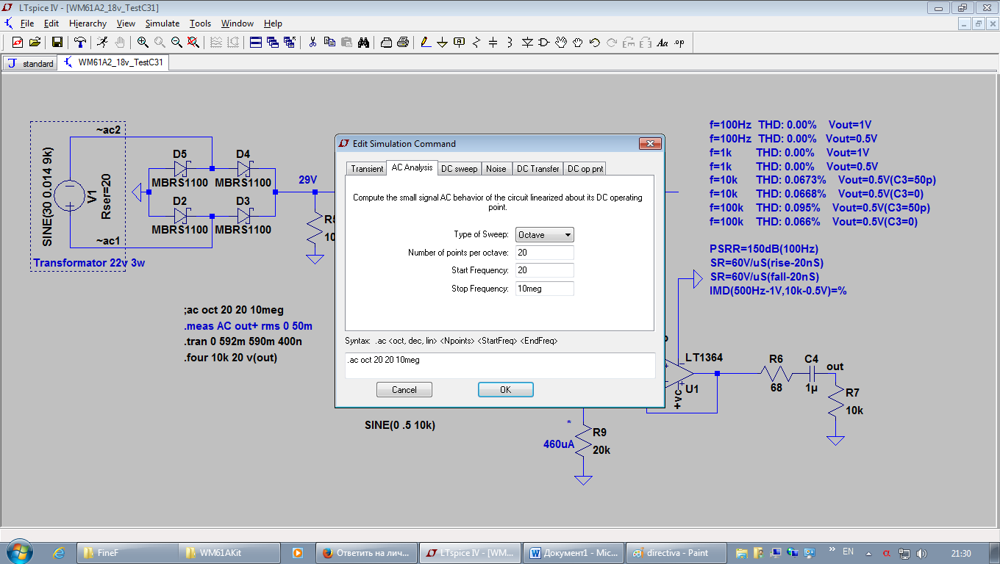 LTspice IV - [WM61A2_18v_TestC31]
File Edit Hierarchy View Simulate Tools Window Help
Aa .op
standard WM61A2_18v_TestC31
~ac2
SINE(30 0.014 9k)
V1
Rser=20
D5
MBRS1100
D4
MBRS1100
D2
MBRS1100
D3
MBRS1100
~ac1
Transformator 22v 3w
29V
;ac oct 20 20 10meg
.meas AC out+ rms 0 50m
.tran 0 592m 590m 400n
.four 10k 20 v(out)
Edit Simulation Command
Transient AC Analysis DC sweep Noise DC Transfer DC op pnt
Compute the small signal AC behavior of the circuit linearized about its DC operating
point.
Type of Sweep: Octave
Number of points per octave: 20
Start Frequency: 20
Stop Frequency: 10meg
Syntax: .ac <oct, dec, lin> <Npoints> <StartFreq> <EndFreq>
.ac oct 20 20 10meg
Cancel OK
f=100Hz THD: 0.00% Vout=1V
f=100Hz THD: 0.00% Vout=0.5V
f=1k THD: 0.00% Vout=1V
f=1k THD: 0.00% Vout=0.5V
f=10k THD: 0.0673% Vout=0.5V(C3=50p)
f=10k THD: 0.0668% Vout=0.5V(C3=0)
f=100k THD: 0.095% Vout=0.5V(C3=50p)
f=100k THD: 0.066% Vout=0.5V(C3=0)
PSRR=150dB(100Hz)
SR=60V/uS(rise-20nS)
SR=60V/uS(fall-20nS)
IMD(500Hz-1V,10k-0.5V)=%
LT1364
U1
+vc
R6
68
C4
1µ
out
R7
10k
SINE(0 .5 10k)
*
460uA
R9
20k
FineF WM61AKit Ответить на лич... LTspice IV - [WM... Документ1 - Mic... directiva - Paint EN 21:30